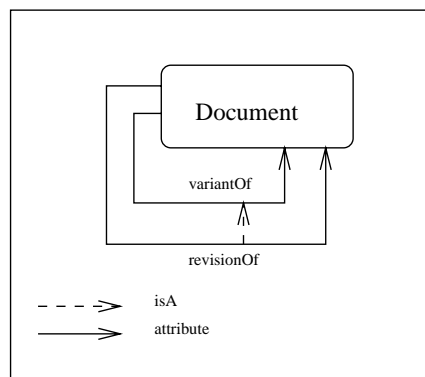 Document
variantOf
revisionOf
isA
attribute